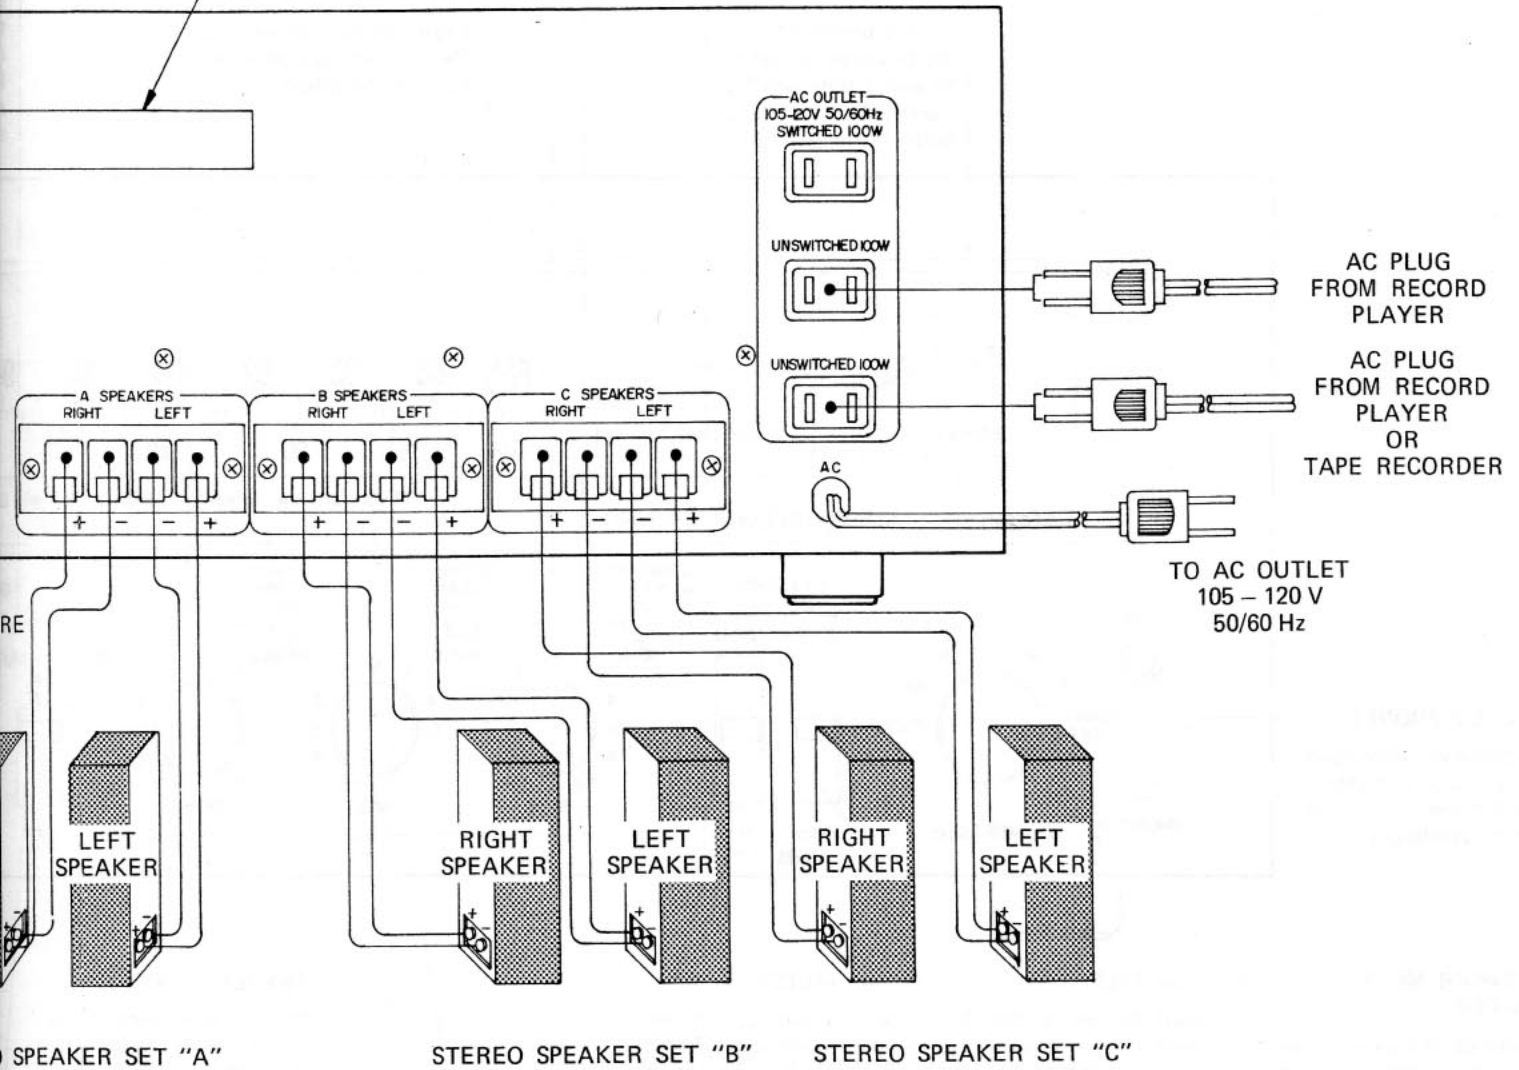 AC OUTLET
105-120V 50/60Hz
SWITCHED 100W
UNSWITCHED 100W
UNSWITCHED 100W
AC PLUG
FROM RECORD
PLAYER
AC PLUG
FROM RECORD
PLAYER
OR
TAPE RECORDER
A SPEAKERS
RIGHT LEFT
+ - - +
B SPEAKERS
RIGHT LEFT
+ - - +
C SPEAKERS
RIGHT LEFT
+ - - +
AC
TO AC OUTLET
105 – 120 V
50/60 Hz
RE
LEFT
SPEAKER
RIGHT
SPEAKER
LEFT
SPEAKER
RIGHT
SPEAKER
LEFT
SPEAKER
+ -
+ -
+ -
+ -
+ -
+ -
SPEAKER SET "A"
STEREO SPEAKER SET "B"
STEREO SPEAKER SET "C"